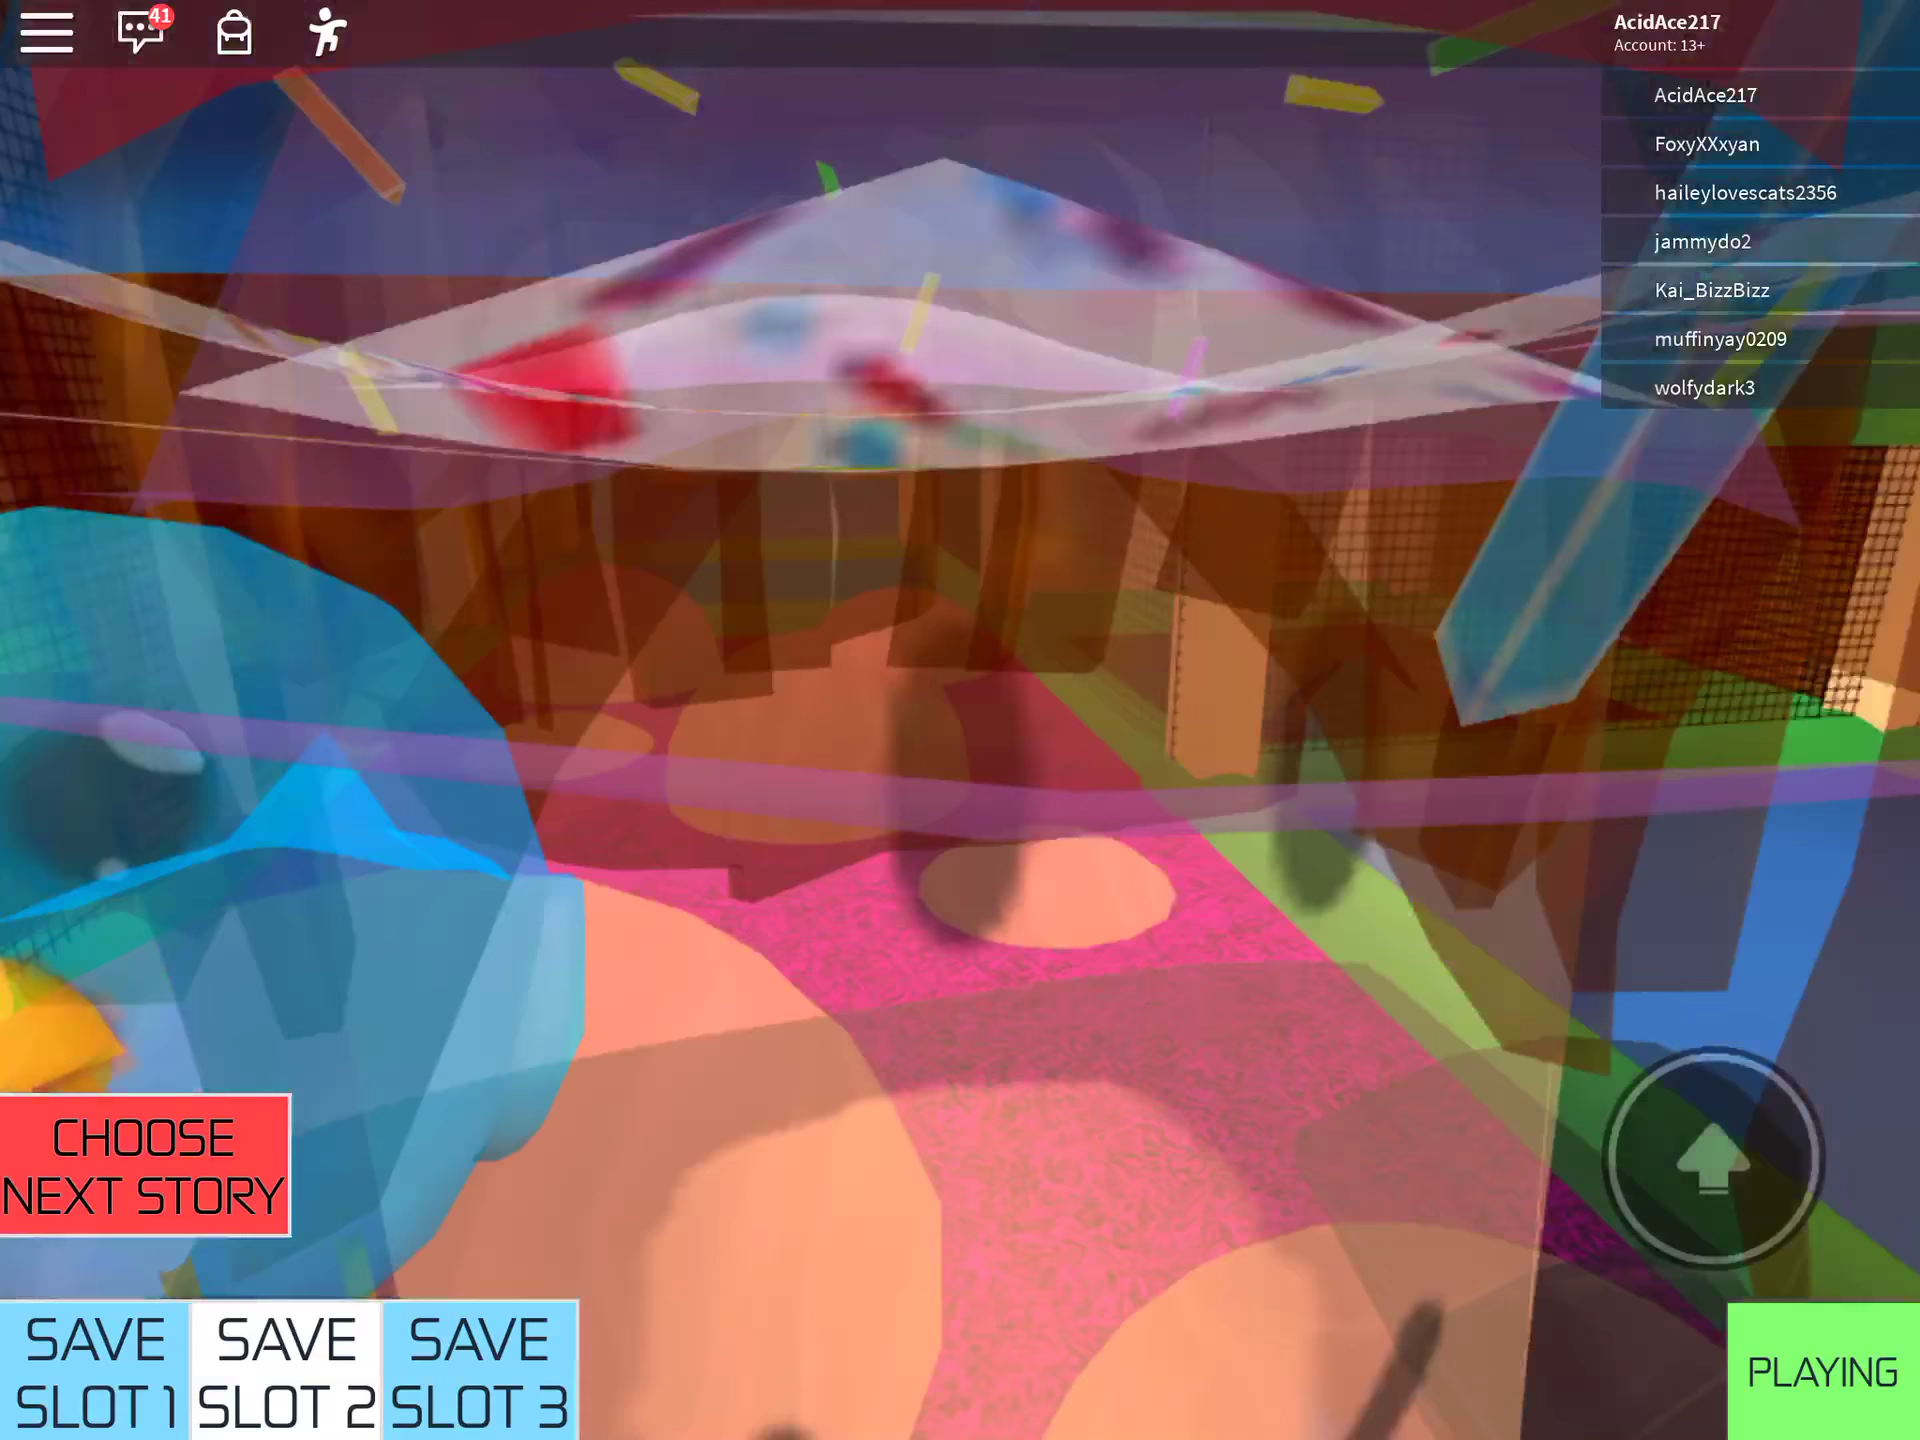 41
AcidAce217
Account: 13+
AcidAce217
FoxyXXxyan
haileylovescats2356
jammydo2
Kai_BizzBizz
muffinyay0209
wolfydark3
CHOOSE
NEXT STORY
SAVE
SLOT 1
SAVE
SLOT 2
SAVE
SLOT 3
PLAYING